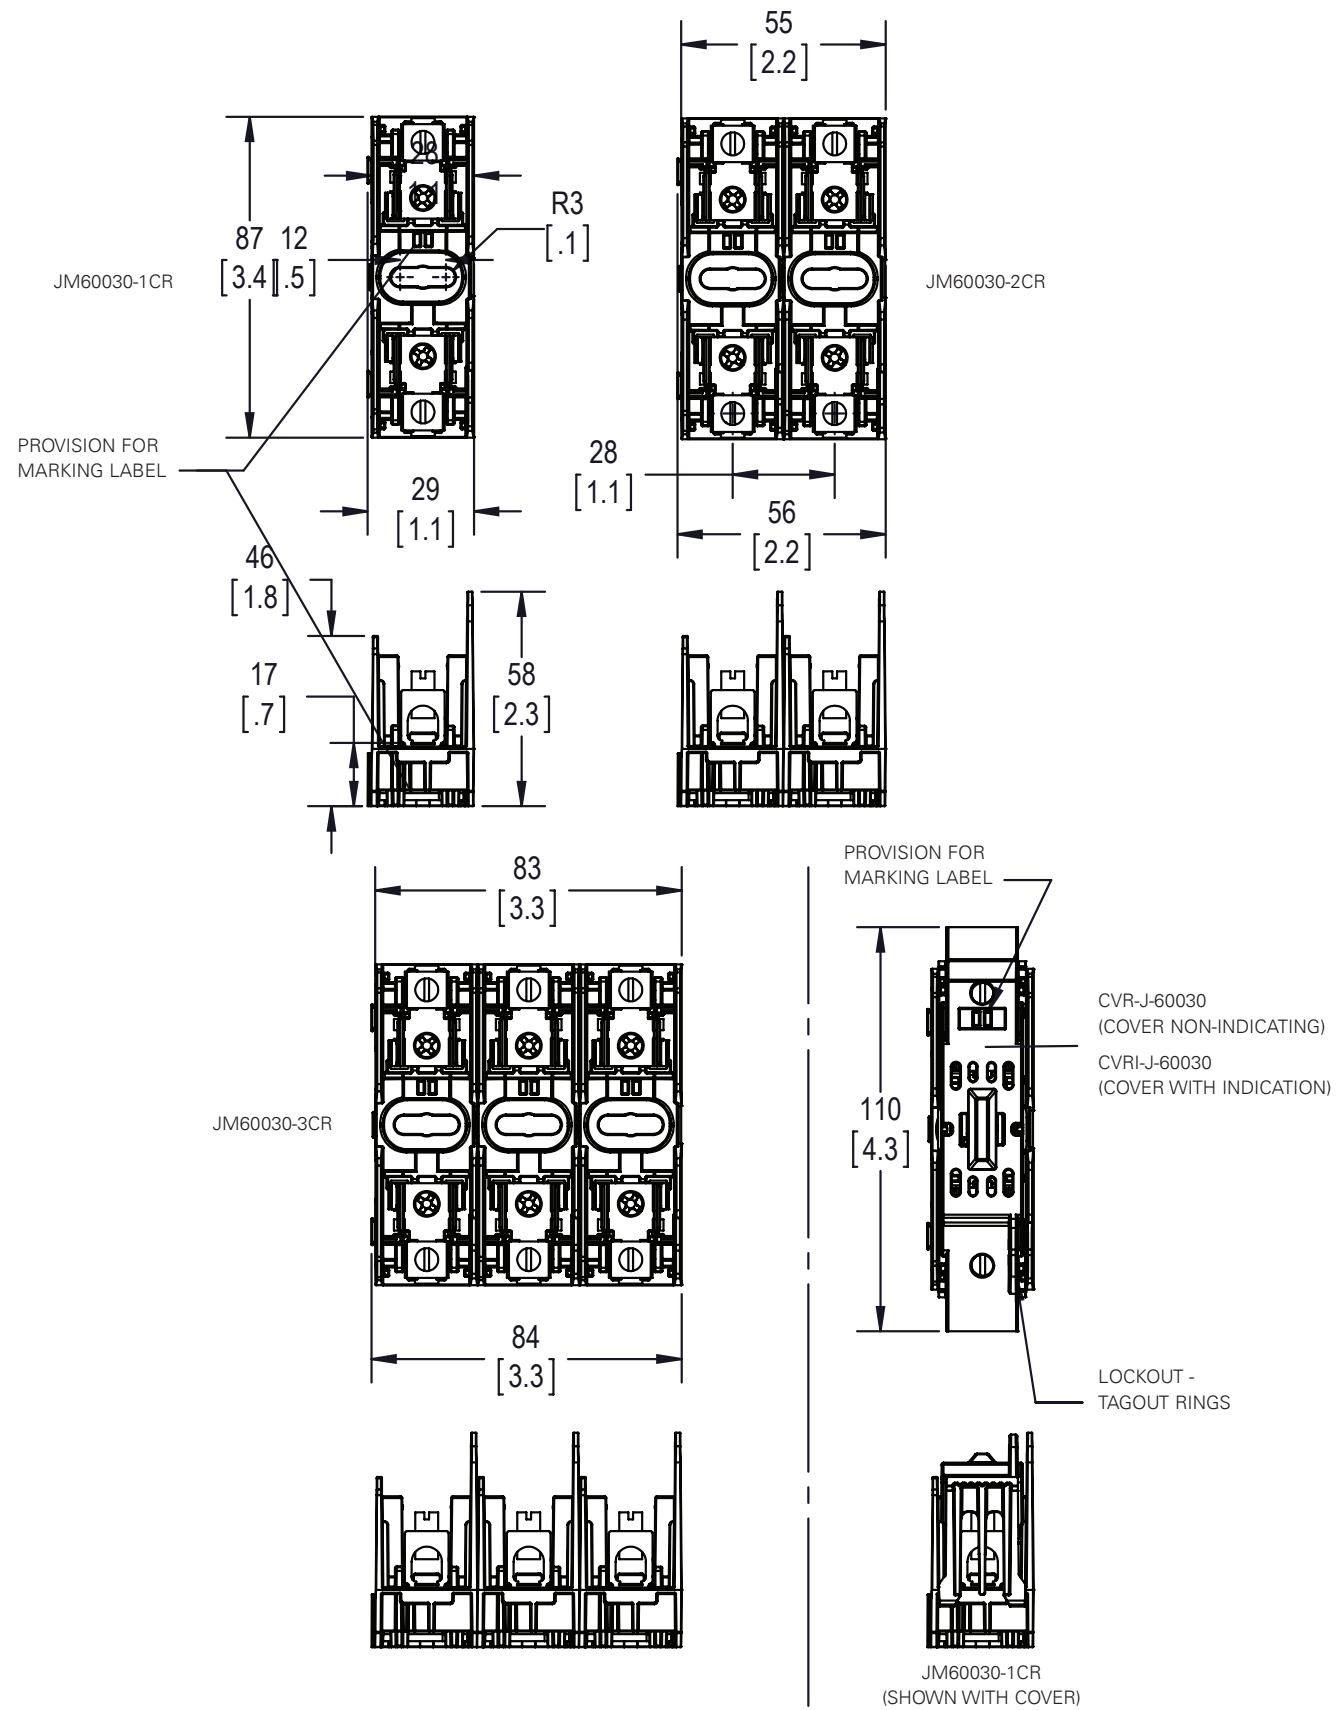 55
[2.2]
28
1.1
R3
[.1]
87 12
[3.4] [.5]
JM60030-1CR
JM60030-2CR
PROVISION FOR
MARKING LABEL
28
[1.1]
29
[1.1]
56
[2.2]
46
[1.8]
17
[.7]
58
[2.3]
83
[3.3]
PROVISION FOR
MARKING LABEL
CVR-J-60030
(COVER NON-INDICATING)
CVRI-J-60030
(COVER WITH INDICATION)
JM60030-3CR
110
[4.3]
84
[3.3]
LOCKOUT -
TAGOUT RINGS
JM60030-1CR
(SHOWN WITH COVER)